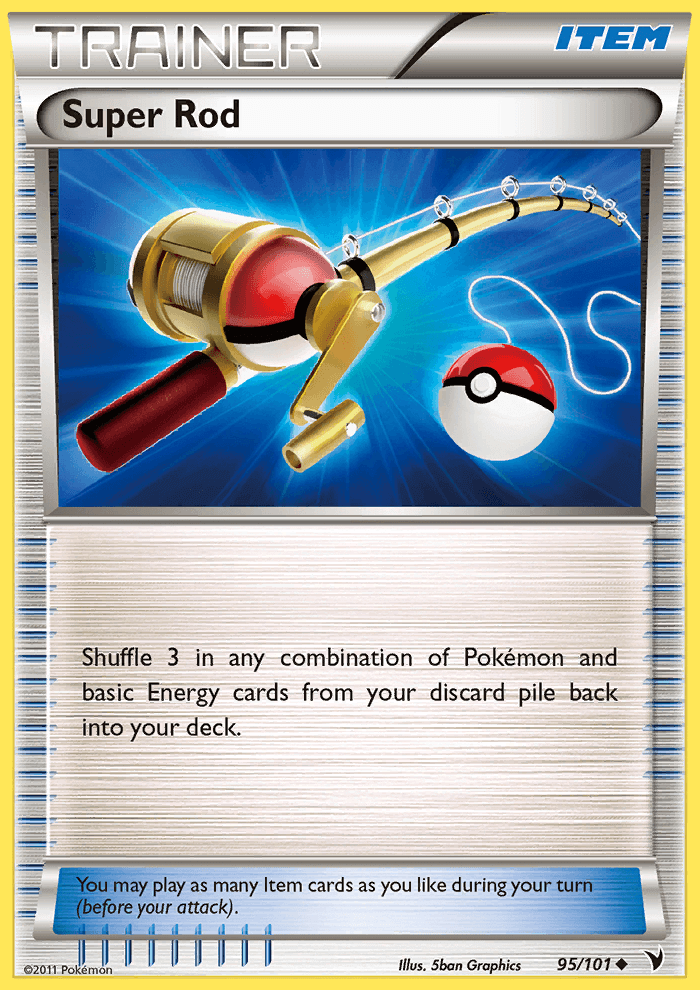 TRAINER
ITEM
Super Rod
Shuffle 3 in any combination of Pokémon and
basic Energy cards from your discard pile back
into your deck.
You may play as many Item cards as you like during your turn
(before your attack).
©2011 Pokémon
Illus. 5ban Graphics
95/101